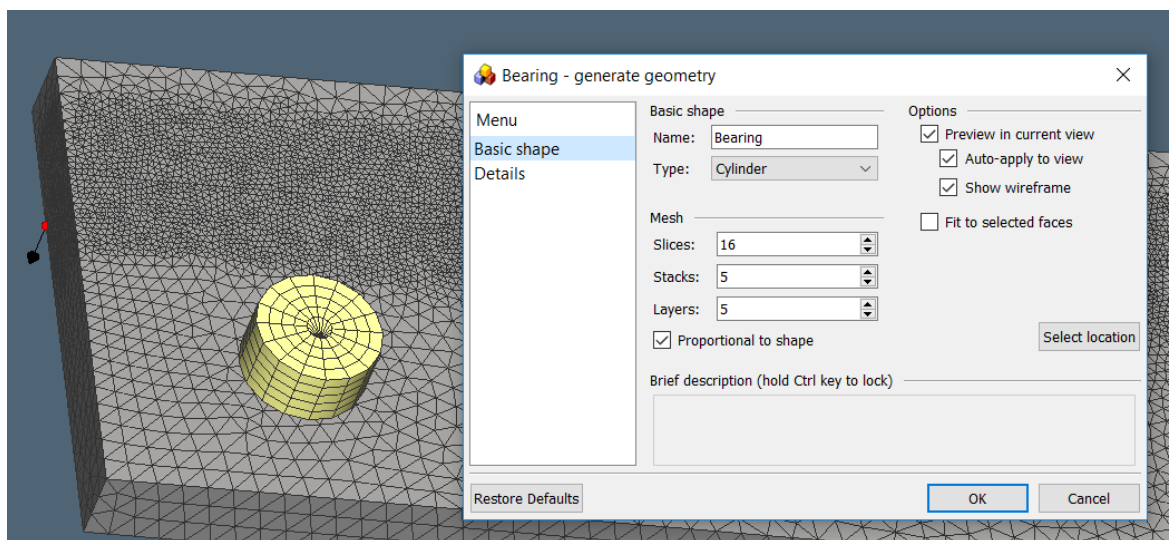 Bearing - generate geometry
Menu
Basic shape
Details
Basic shape
Name: Bearing
Type: Cylinder
Mesh
Slices: 16
Stacks: 5
Layers: 5
Proportional to shape
Options
Preview in current view
Auto-apply to view
Show wireframe
Fit to selected faces
Select location
Brief description (hold Ctrl key to lock)
Restore Defaults
OK
Cancel